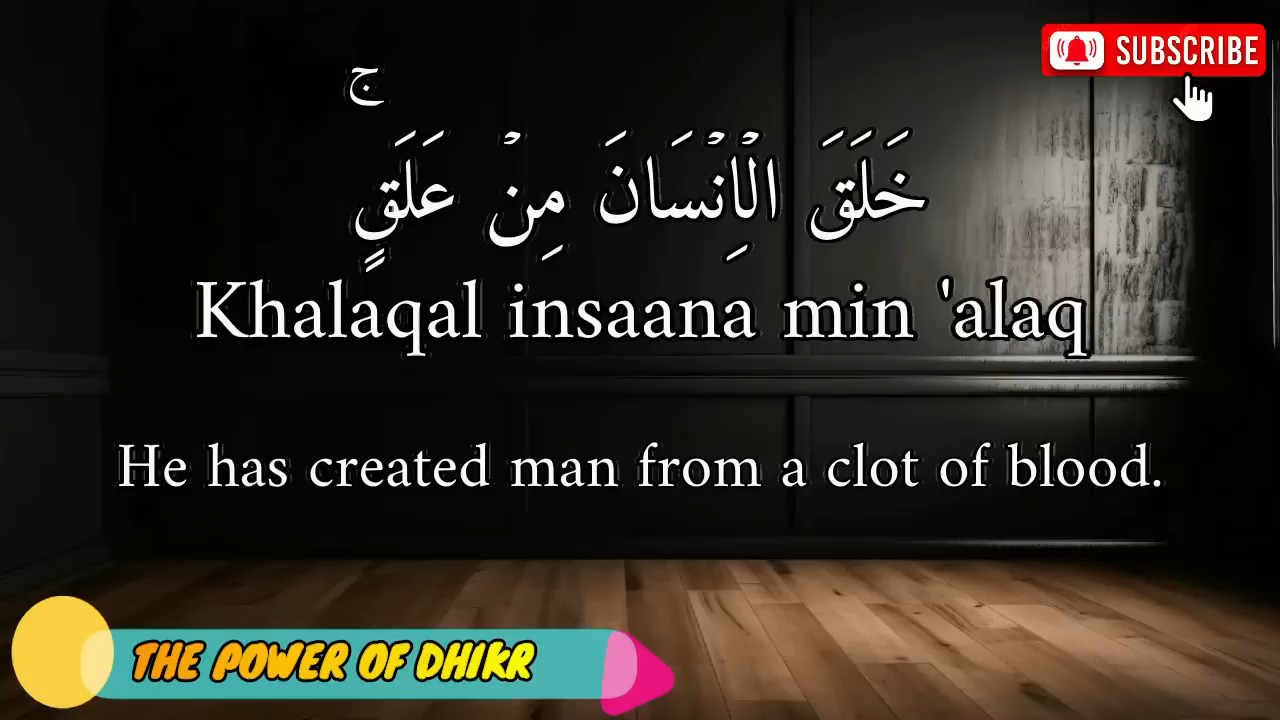 SUBSCRIBE
خَلَقَ الْاِنْسَانَ مِنْ عَلَقٍ ۚ
Khalaqal insaana min 'alaq
He has created man from a clot of blood.
THE POWER OF DHIKR